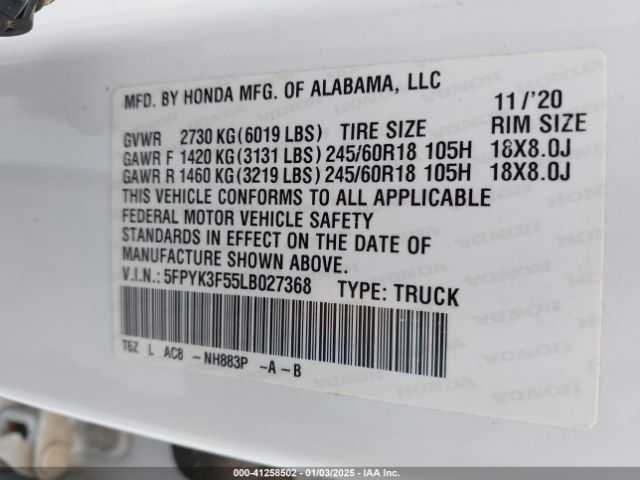 MFD. BY HONDA MFG. OF ALABAMA, LLC 11/'20
GVWR 2730 KG(6019 LBS) TIRE SIZE RIM SIZE
GAWR F 1420 KG(3131 LBS) 245/60R18 105H 18X8.0J
GAWR R 1460 KG(3219 LBS) 245/60R18 105H 18X8.0J
THIS VEHICLE CONFORMS TO ALL APPLICABLE
FEDERAL MOTOR VEHICLE SAFETY
STANDARDS IN EFFECT ON THE DATE OF
MANUFACTURE SHOWN ABOVE.
V.I.N.: 5FPYK3F55LB027368 TYPE: TRUCK
T6Z L AC8 -NH883P -A-B
000-41258502 - 01/03/2025 - IAA Inc.